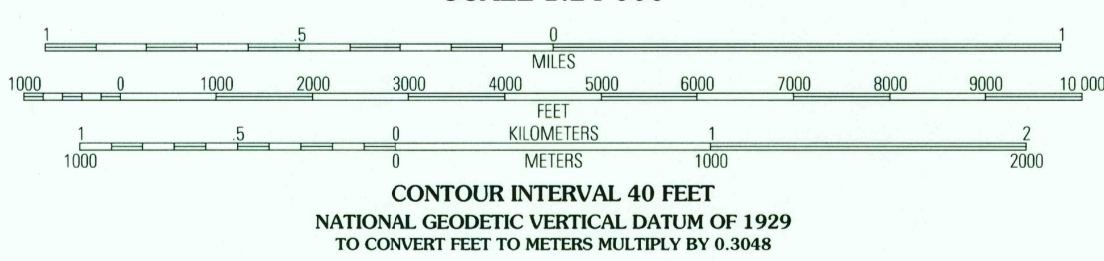 1 .5 0 1
MILES
1000 0 1000 2000 3000 4000 5000 6000 7000 8000 9000 10 000
FEET
1 .5 0 KILOMETERS 1 2
1000 0 METERS 1000 2000
CONTOUR INTERVAL 40 FEET
NATIONAL GEODETIC VERTICAL DATUM OF 1929
TO CONVERT FEET TO METERS MULTIPLY BY 0.3048